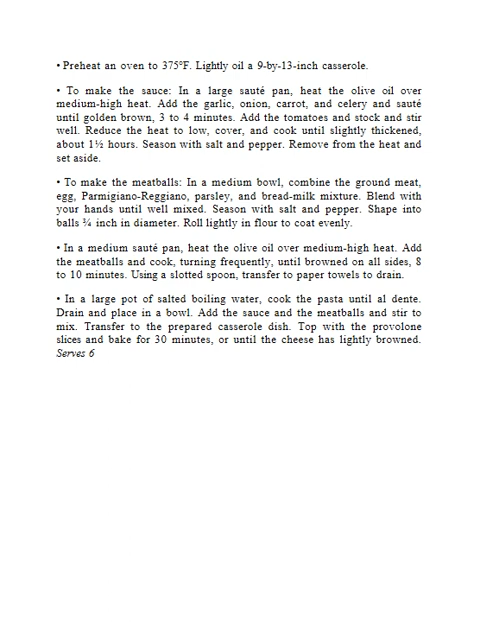 • Preheat an oven to 375°F. Lightly oil a 9-by-13-inch casserole.
• To make the sauce: In a large sauté pan, heat the olive oil over
medium-high heat. Add the garlic, onion, carrot, and celery and sauté
until golden brown, 3 to 4 minutes. Add the tomatoes and stock and stir
well. Reduce the heat to low, cover, and cook until slightly thickened,
about 1½ hours. Season with salt and pepper. Remove from the heat and
set aside.
• To make the meatballs: In a medium bowl, combine the ground meat,
egg, Parmigiano-Reggiano, parsley, and bread-milk mixture. Blend with
your hands until well mixed. Season with salt and pepper. Shape into
balls ¾ inch in diameter. Roll lightly in flour to coat evenly.
• In a medium sauté pan, heat the olive oil over medium-high heat. Add
the meatballs and cook, turning frequently, until browned on all sides, 8
to 10 minutes. Using a slotted spoon, transfer to paper towels to drain.
• In a large pot of salted boiling water, cook the pasta until al dente.
Drain and place in a bowl. Add the sauce and the meatballs and stir to
mix. Transfer to the prepared casserole dish. Top with the provolone
slices and bake for 30 minutes, or until the cheese has lightly browned.
Serves 6